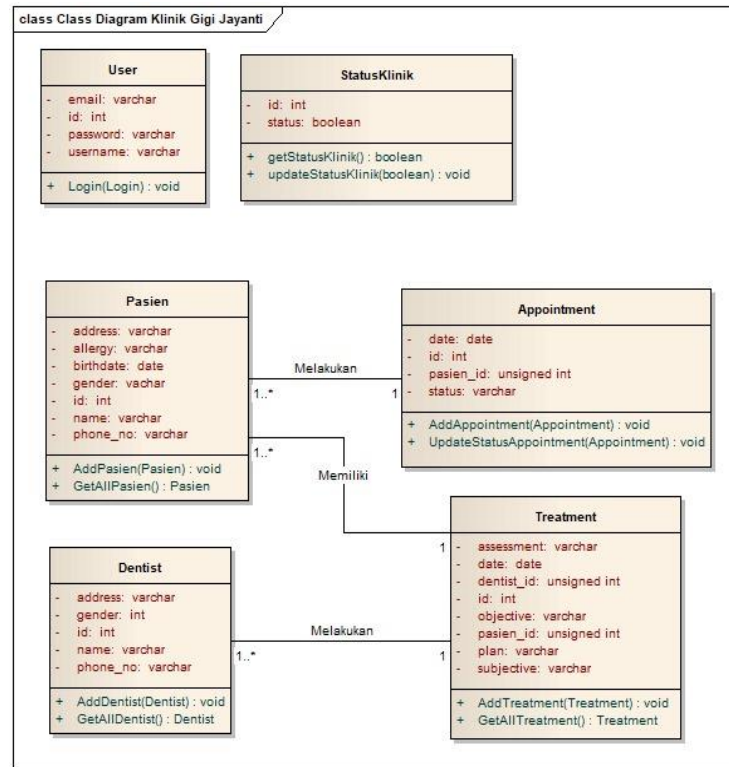 class Class Diagram Klinik Gigi Jayanti
User
- email: varchar
- id: int
- password: varchar
- username: varchar
+ Login(Login) : void
StatusKlinik
- id: int
- status: boolean
+ getStatusKlinik() : boolean
+ updateStatusKlinik(boolean) : void
Pasien
- address: varchar
- allergy: varchar
- birthdate: date
- gender: vachar
- id: int
- name: varchar
- phone_no: varchar
+ AddPasien(Pasien) : void
+ GetAllPasien() : Pasien
Melakukan
1..*
1
Appointment
- date: date
- id: int
- pasien_id: unsigned int
- status: varchar
+ AddAppointment(Appointment) : void
+ UpdateStatusAppointment(Appointment) : void
1..*
Memiliki
1
Treatment
- assessment: varchar
- date: date
- dentist_id: unsigned int
- id: int
- objective: varchar
- pasien_id: unsigned int
- plan: varchar
- subjective: varchar
+ AddTreatment(Treatment) : void
+ GetAllTreatment() : Treatment
Dentist
- address: varchar
- gender: int
- id: int
- name: varchar
- phone_no: varchar
+ AddDentist(Dentist) : void
+ GetAllDentist() : Dentist
Melakukan
1..*
1